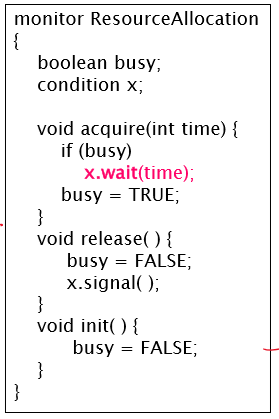 monitor ResourceAllocation
{
boolean busy;
condition x;
void acquire(int time) {
if (busy)
x.wait(time);
busy = TRUE;
}
void release( ) {
busy = FALSE;
x.signal( );
}
void init( ) {
busy = FALSE;
}
}